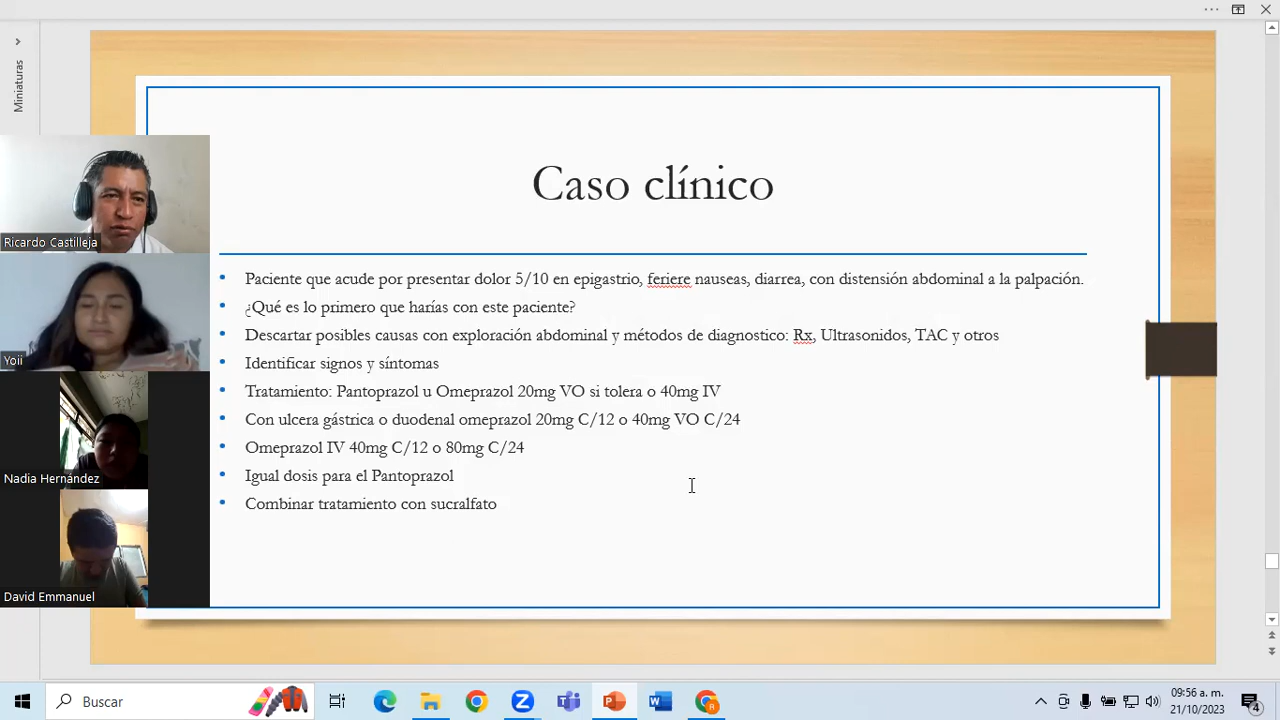 Miniaturas
Caso clínico
Ricardo Castilleja
Yoii
Nadia Hernández
David Emmanuel
• Paciente que acude por presentar dolor 5/10 en epigastrio, feriere nauseas, diarrea, con distensión abdominal a la palpación.
• ¿Qué es lo primero que harías con este paciente?
• Descartar posibles causas con exploración abdominal y métodos de diagnostico: Rx, Ultrasonidos, TAC y otros
• Identificar signos y síntomas
• Tratamiento: Pantoprazol u Omeprazol 20mg VO si tolera o 40mg IV
• Con ulcera gástrica o duodenal omeprazol 20mg C/12 o 40mg VO C/24
• Omeprazol IV 40mg C/12 o 80mg C/24
• Igual dosis para el Pantoprazol
• Combinar tratamiento con sucralfato
Buscar
09:56 a. m.
21/10/2023
4